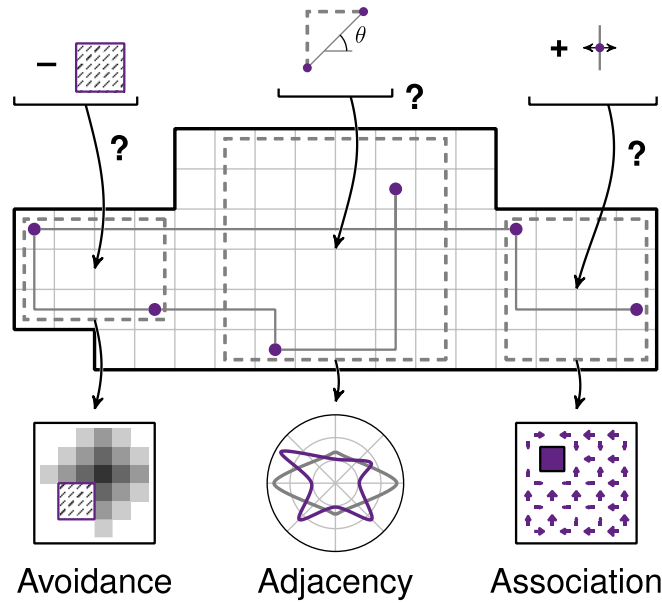 −
θ
?
+
?
?
Avoidance
Adjacency
Association